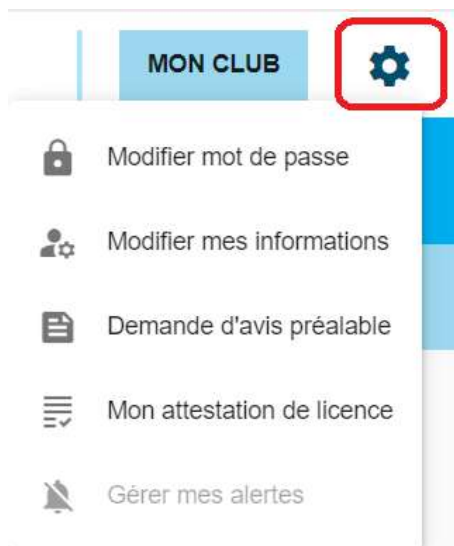 MON CLUB
Modifier mot de passe
Modifier mes informations
Demande d'avis préalable
Mon attestation de licence
Gérer mes alertes